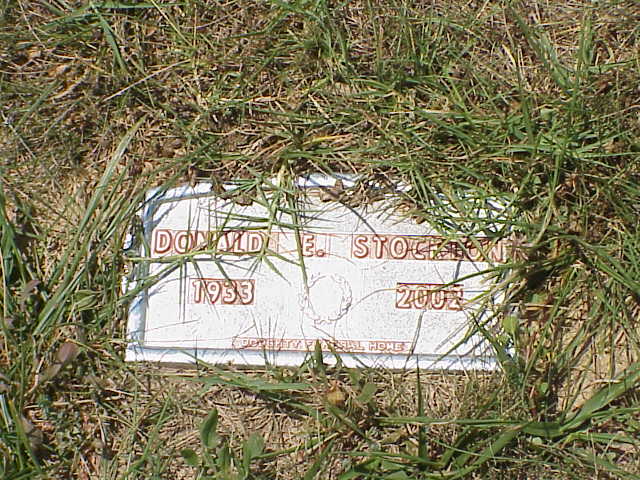 DONALD E. STOCKTON
1933 2002
FUNERAL HOME